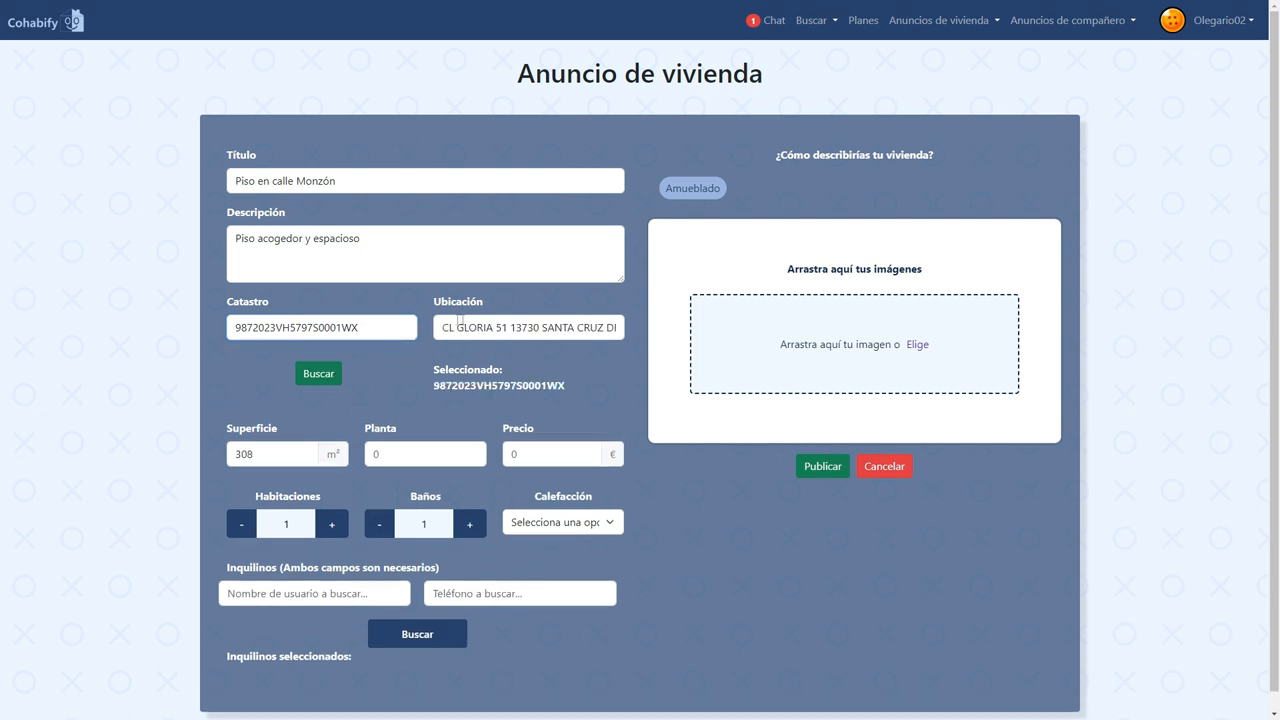 Cohabify
1 Chat
Buscar
Planes
Anuncios de vivienda
Anuncios de compañero
Olegario02
Anuncio de vivienda
Título
Piso en calle Monzón
Descripción
Piso acogedor y espacioso
Catastro
Ubicación
9872023VH5797S0001WX
CL GLORIA 51 13730 SANTA CRUZ DI
Buscar
Seleccionado:
9872023VH5797S0001WX
Superficie
Planta
Precio
308 m²
0
0 €
Habitaciones
Baños
Calefacción
- 1 +
- 1 +
Selecciona una opc
Inquilinos (Ambos campos son necesarios)
Nombre de usuario a buscar...
Teléfono a buscar...
Buscar
Inquilinos seleccionados:
¿Cómo describirías tu vivienda?
Amueblado
Arrastra aquí tus imágenes
Arrastra aquí tu imagen o Elige
Publicar
Cancelar